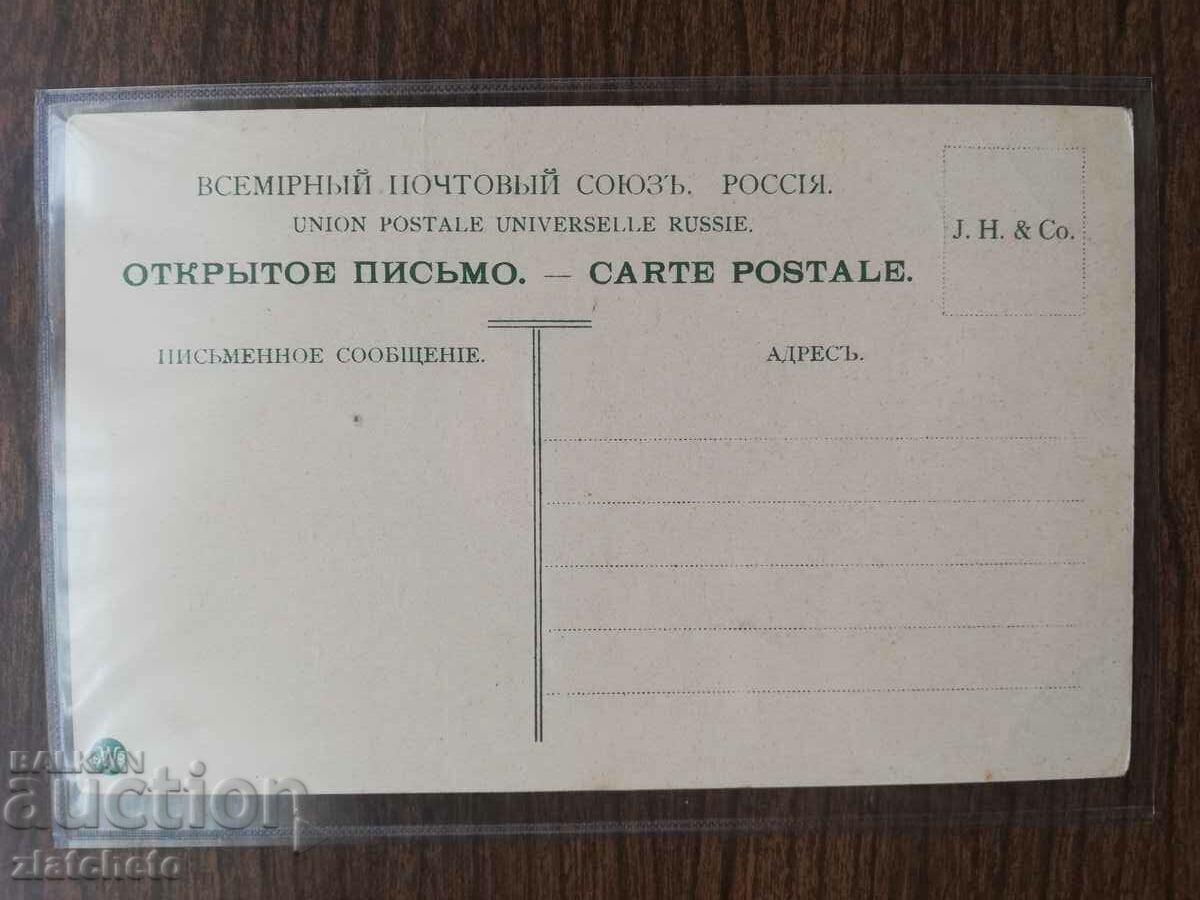 ВСЕМІРНЫЙ ПОЧТОВЫЙ СОЮЗЪ. РОССІЯ.
UNION POSTALE UNIVERSELLE RUSSIE.
J. H. & Co.
ОТКРЫТОЕ ПИСЬМО. — CARTE POSTALE.
ПИСЬМЕННОЕ СООБЩЕНІЕ.
АДРЕСЪ.
BALKAN
auction
zlatcheto